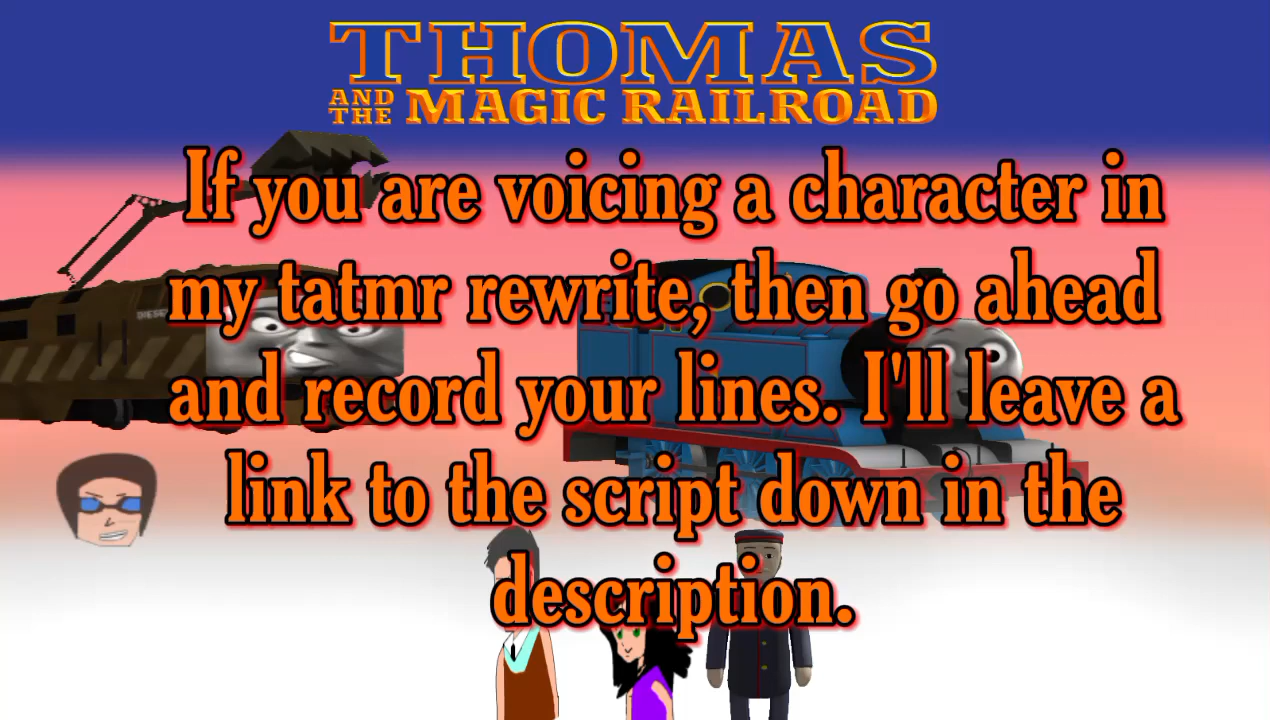 THOMAS
AND THE MAGIC RAILROAD
If you are voicing a character in
my tatmr rewrite, then go ahead
and record your lines. I'll leave a
link to the script down in the
description.